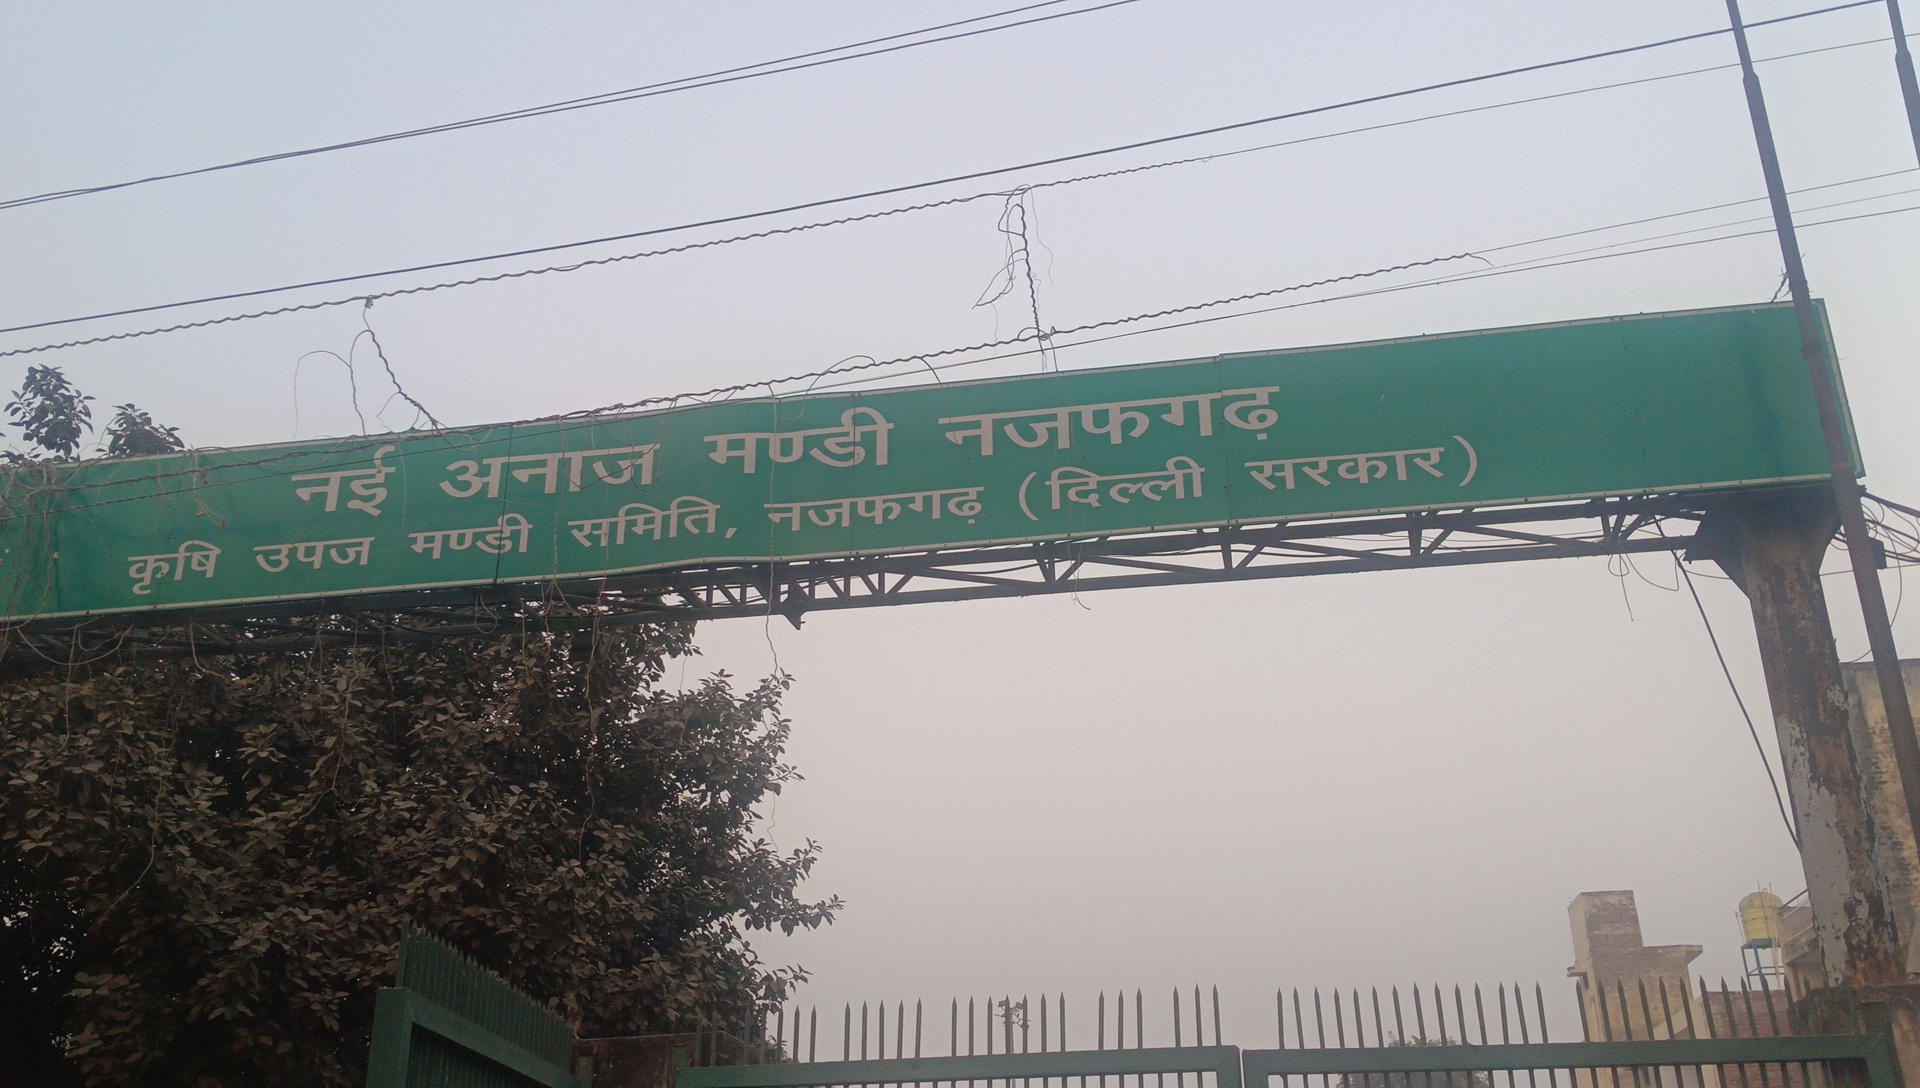 नई अनाज मण्डी नजफगढ़
कृषि उपज मण्डी समिति, नजफगढ़ (दिल्ली सरकार)